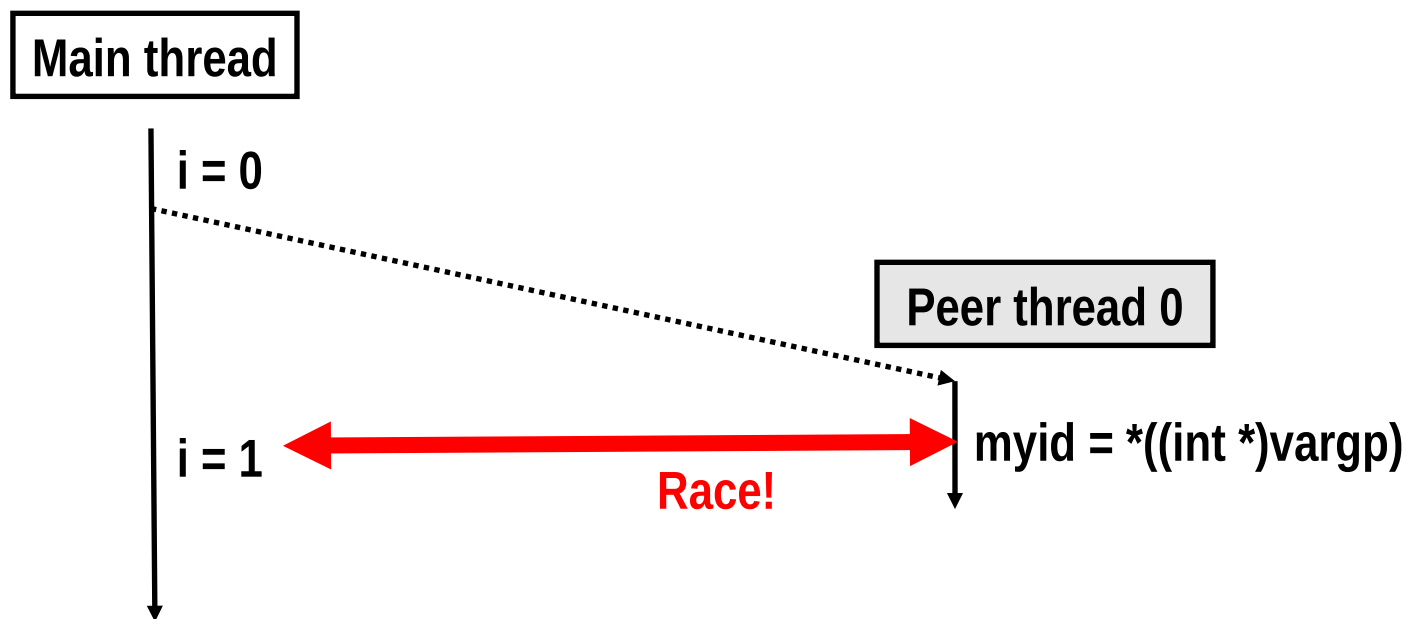 Main thread
i = 0
Peer thread 0
i = 1
myid = *((int *)vargp)
Race!